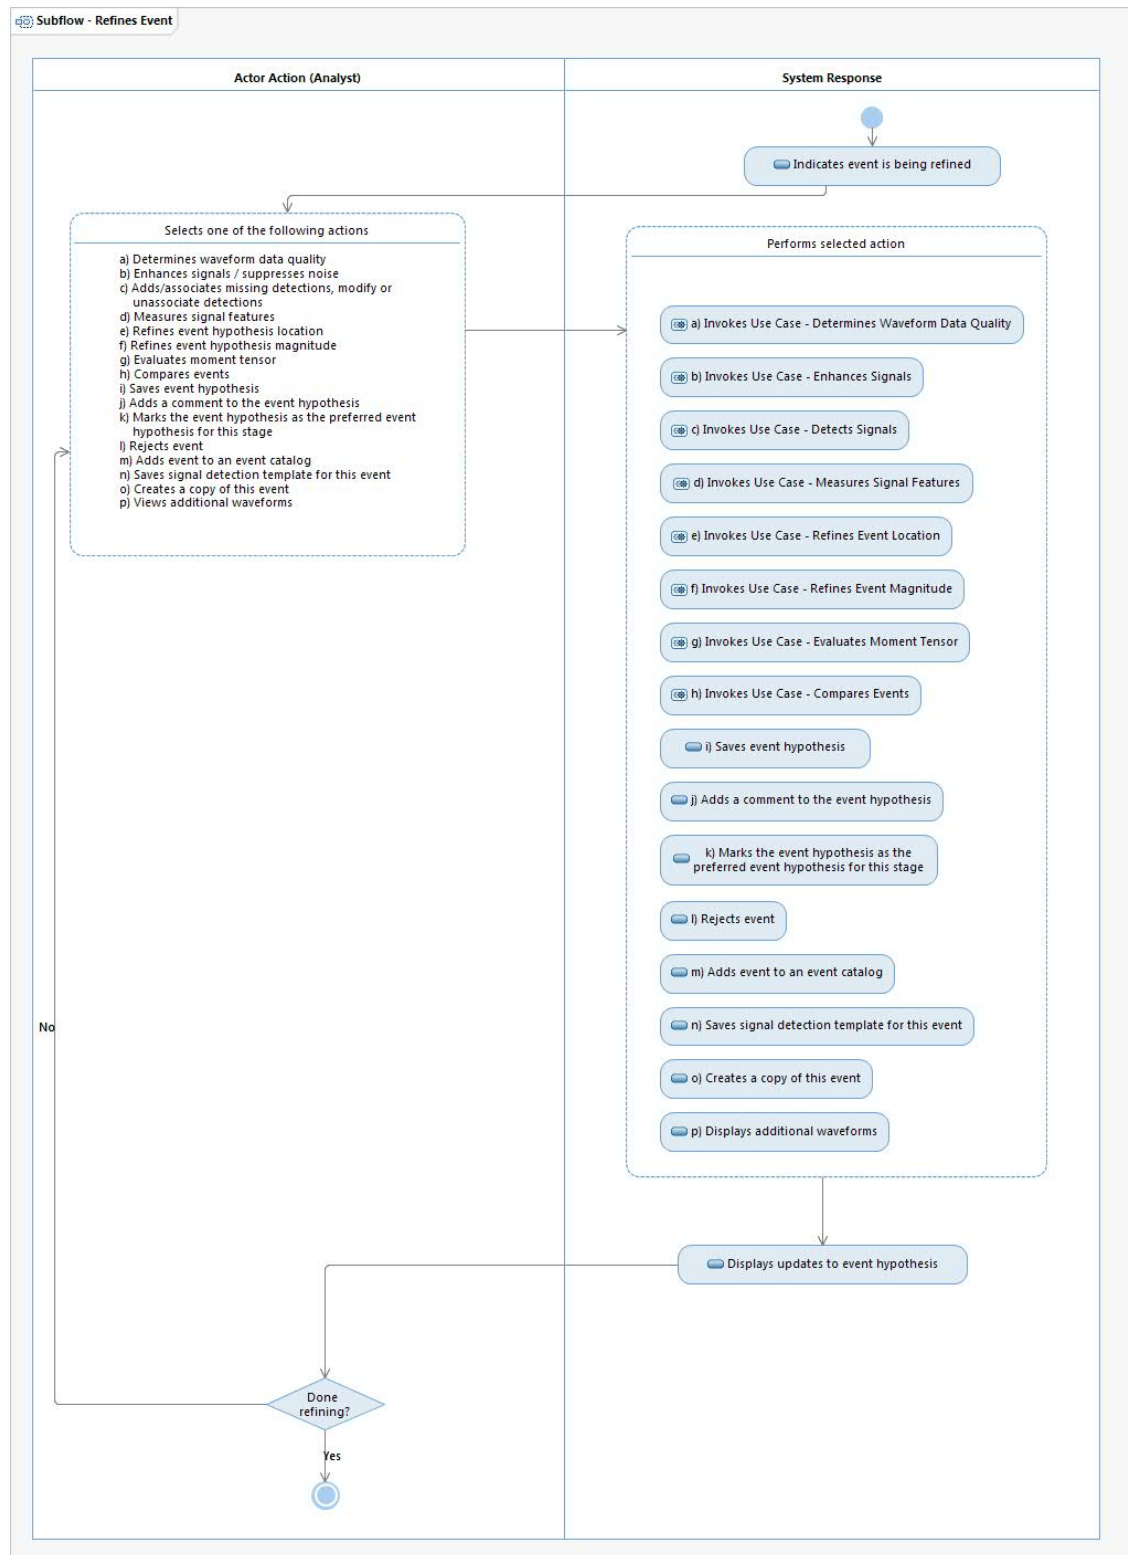 Subflow - Refines Event
Actor Action (Analyst)
System Response
Indicates event is being refined
Selects one of the following actions
a) Determines waveform data quality
b) Enhances signals / suppresses noise
c) Adds/associates missing detections, modify or
unassociate detections
d) Measures signal features
e) Refines event hypothesis location
f) Refines event hypothesis magnitude
g) Evaluates moment tensor
h) Compares events
i) Saves event hypothesis
j) Adds a comment to the event hypothesis
k) Marks the event hypothesis as the preferred event
hypothesis for this stage
l) Rejects event
m) Adds event to an event catalog
n) Saves signal detection template for this event
o) Creates a copy of this event
p) Views additional waveforms
Performs selected action
a) Invokes Use Case - Determines Waveform Data Quality
b) Invokes Use Case - Enhances Signals
c) Invokes Use Case - Detects Signals
d) Invokes Use Case - Measures Signal Features
e) Invokes Use Case - Refines Event Location
f) Invokes Use Case - Refines Event Magnitude
g) Invokes Use Case - Evaluates Moment Tensor
h) Invokes Use Case - Compares Events
i) Saves event hypothesis
j) Adds a comment to the event hypothesis
k) Marks the event hypothesis as the
preferred event hypothesis for this stage
l) Rejects event
m) Adds event to an event catalog
n) Saves signal detection template for this event
o) Creates a copy of this event
p) Displays additional waveforms
No
Displays updates to event hypothesis
Done
refining?
Yes